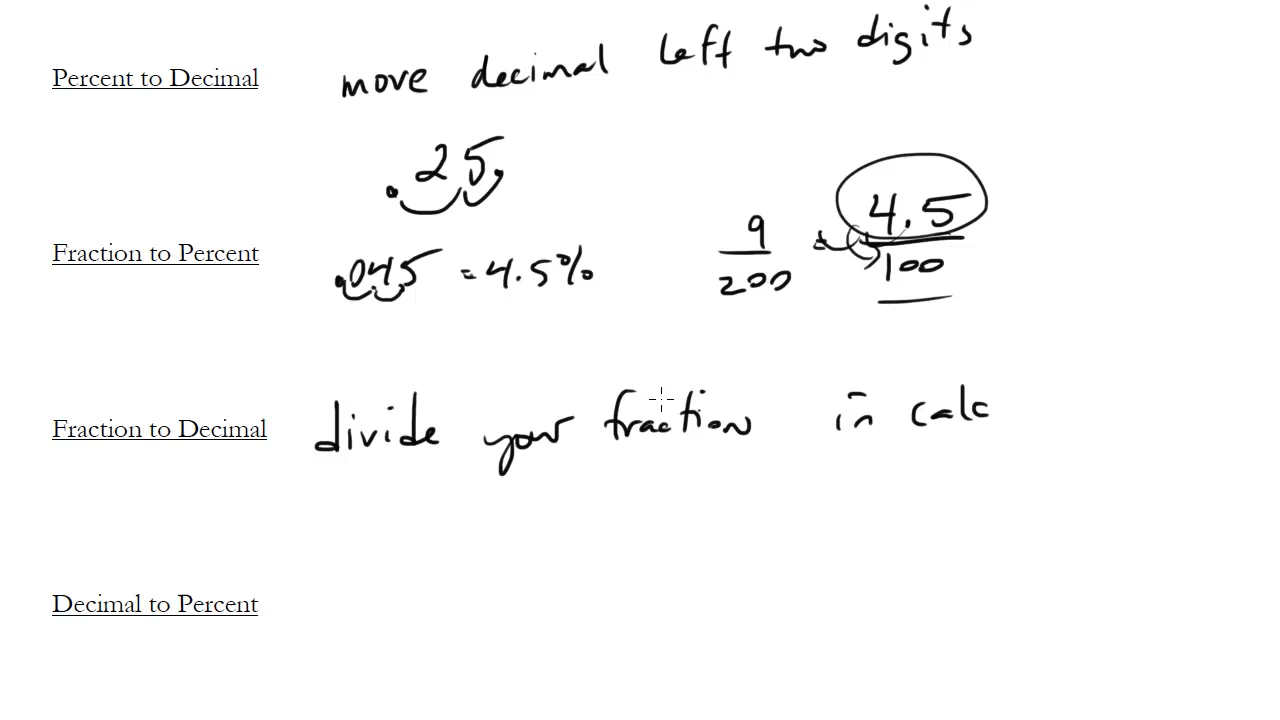 Percent to Decimal move decimal left two digits
.25
Fraction to Percent .045 = 4.5% 9/200 = 4.5/100
Fraction to Decimal divide your fraction in calc
Decimal to Percent